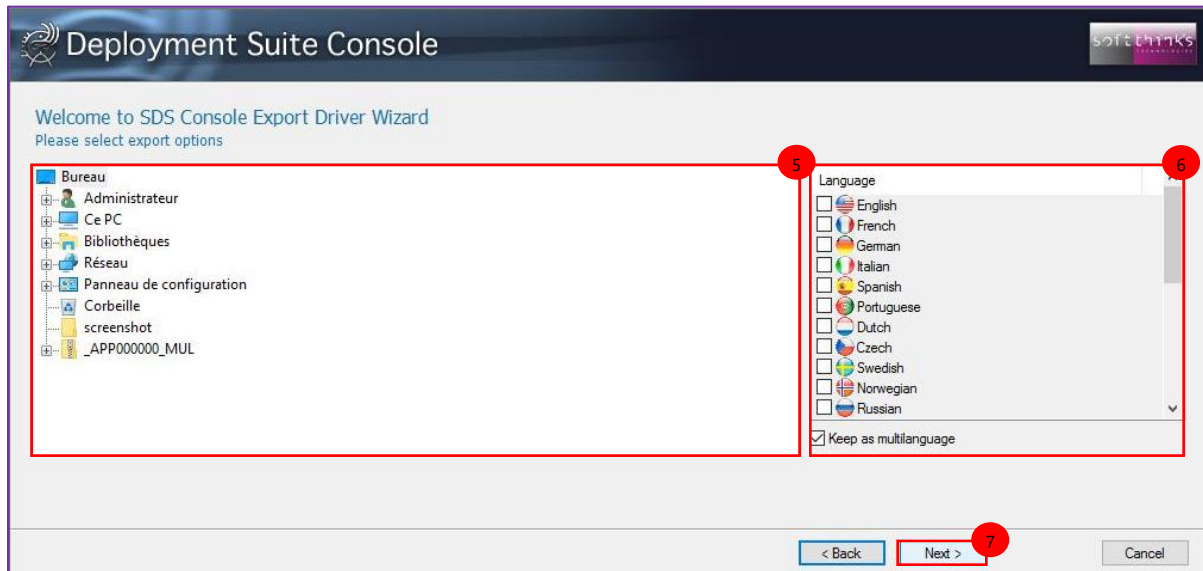 Deployment Suite Console
softthinks
TECHNOLOGIES
Welcome to SDS Console Export Driver Wizard
Please select export options
5
6
Bureau
Administrateur
Ce PC
Bibliothèques
Réseau
Panneau de configuration
Corbeille
screenshot
_APP000000_MUL
Language
English
French
German
Italian
Spanish
Portuguese
Dutch
Czech
Swedish
Norwegian
Russian
Keep as multilanguage
7
< Back
Next >
Cancel